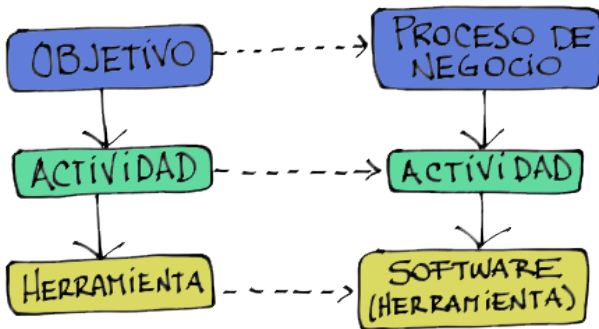 OBJETIVO
PROCESO DE
NEGOCIO
ACTIVIDAD
ACTIVIDAD
HERRAMIENTA
SOFTWARE
(HERRAMIENTA)